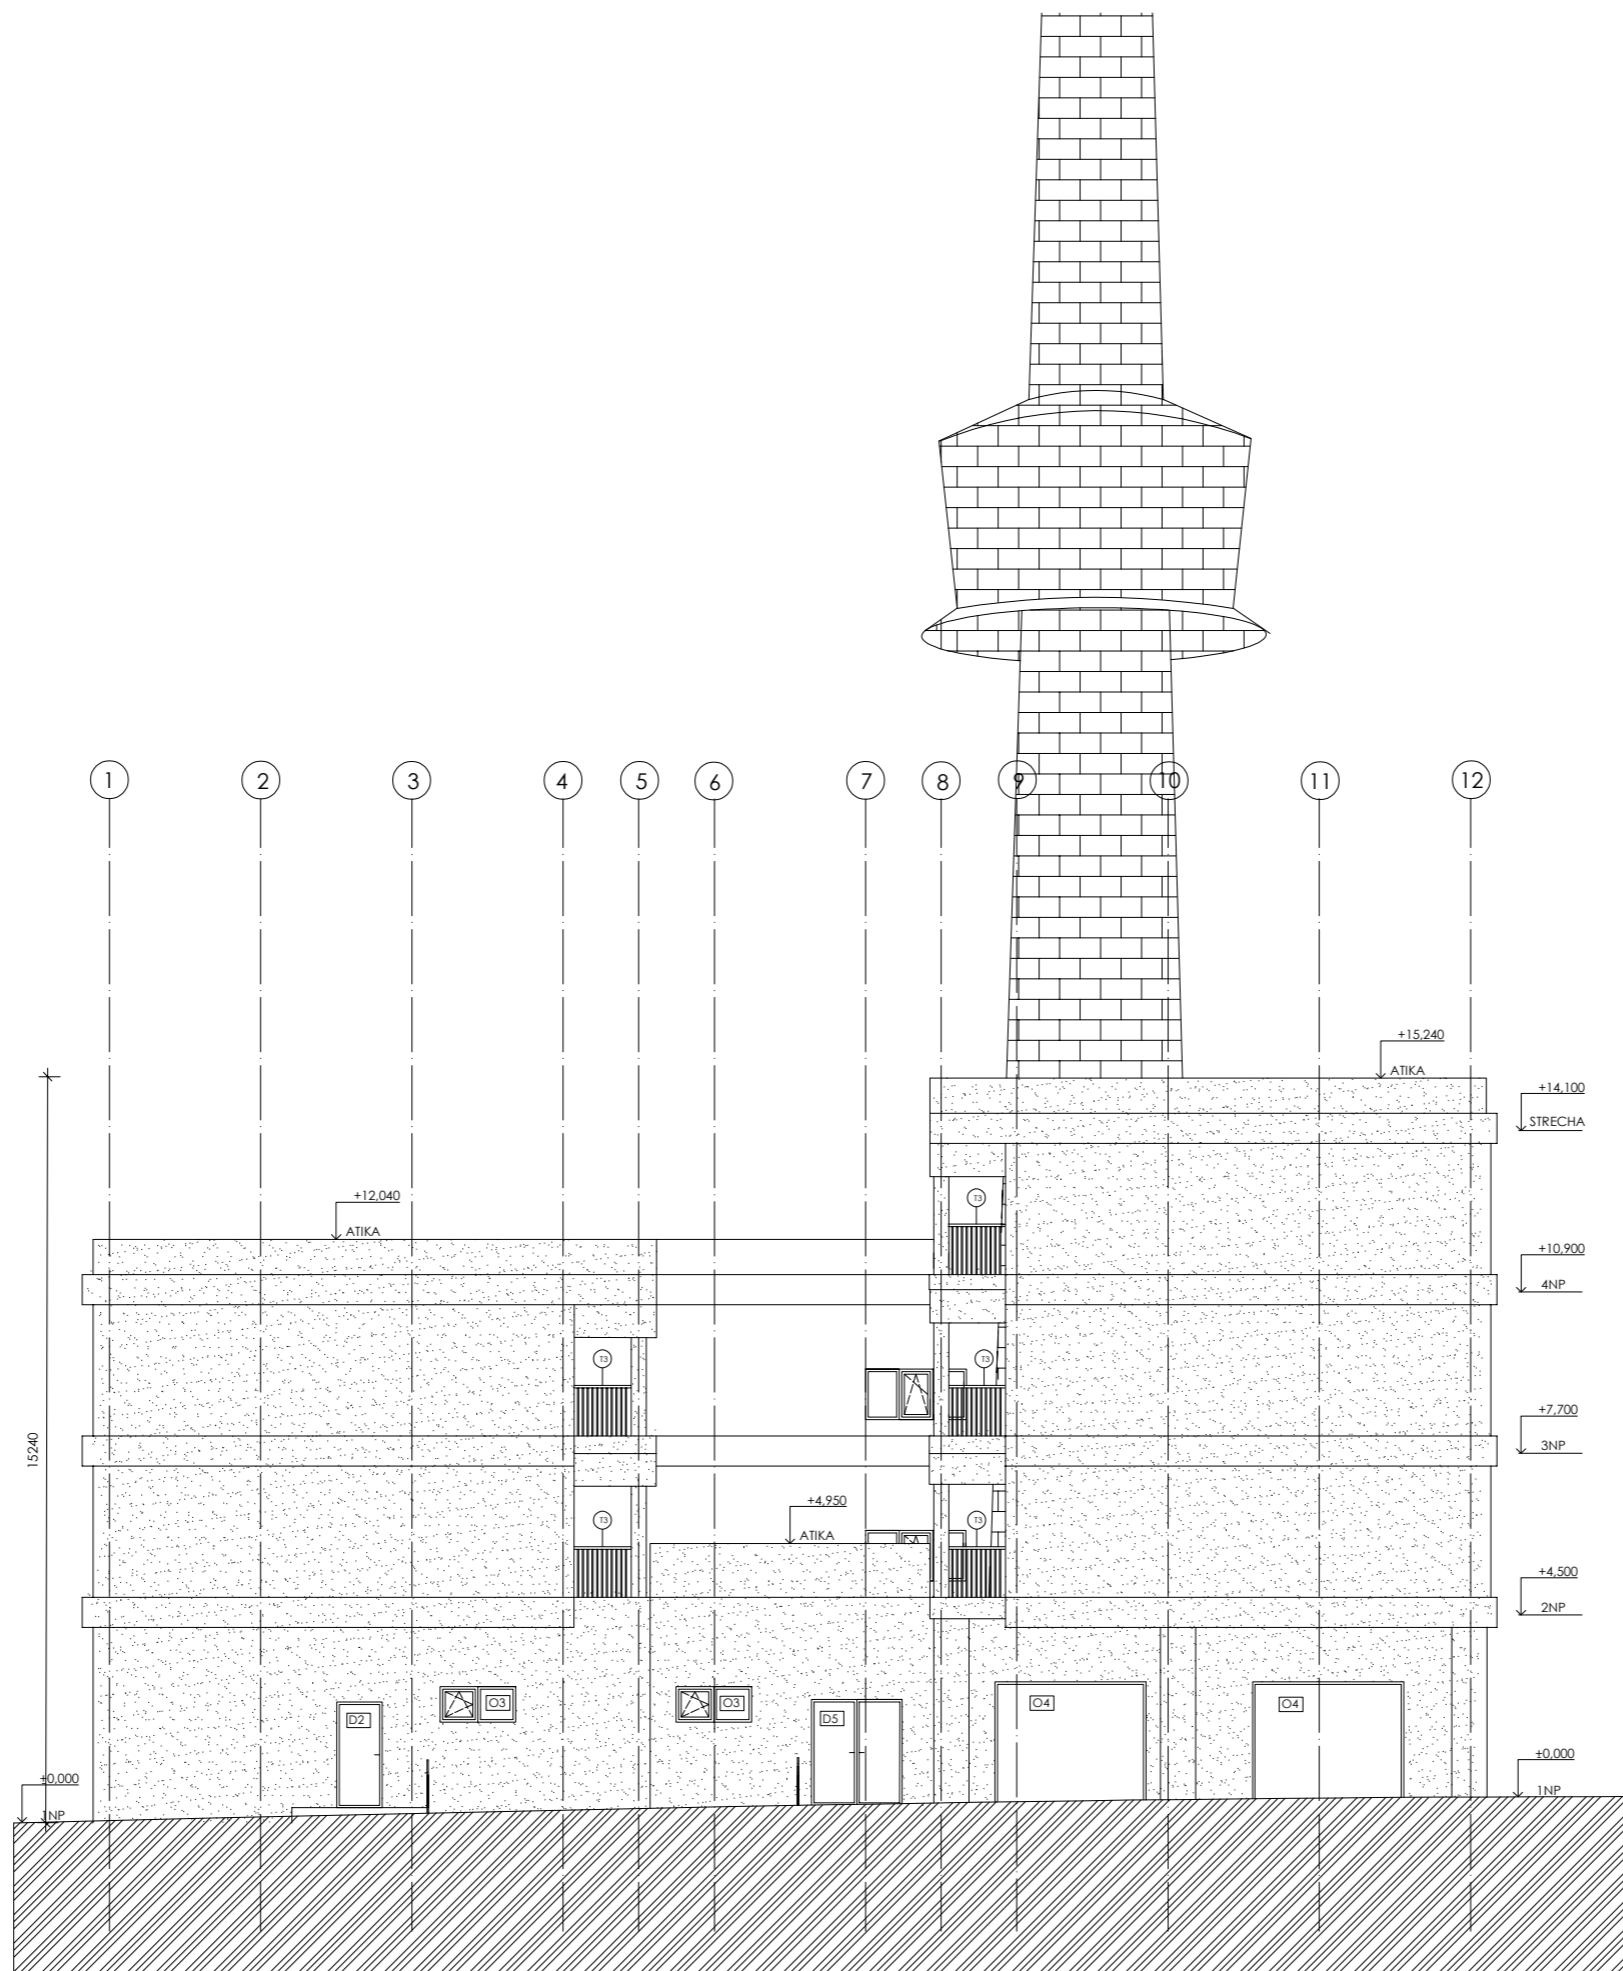 1 2 3 4 5 6 7 8 9 10 11 12
+15,240
ATIKA
+14,100
STRECHA
T3
+12,040
ATIKA
+10,900
4NP
T3
T3
+7,700
3NP
15240
+4,950
ATIKA
T3
T3
+4,500
2NP
O3
O3
O4
O4
D2
D5
±0,000
1NP
±0,000
1NP